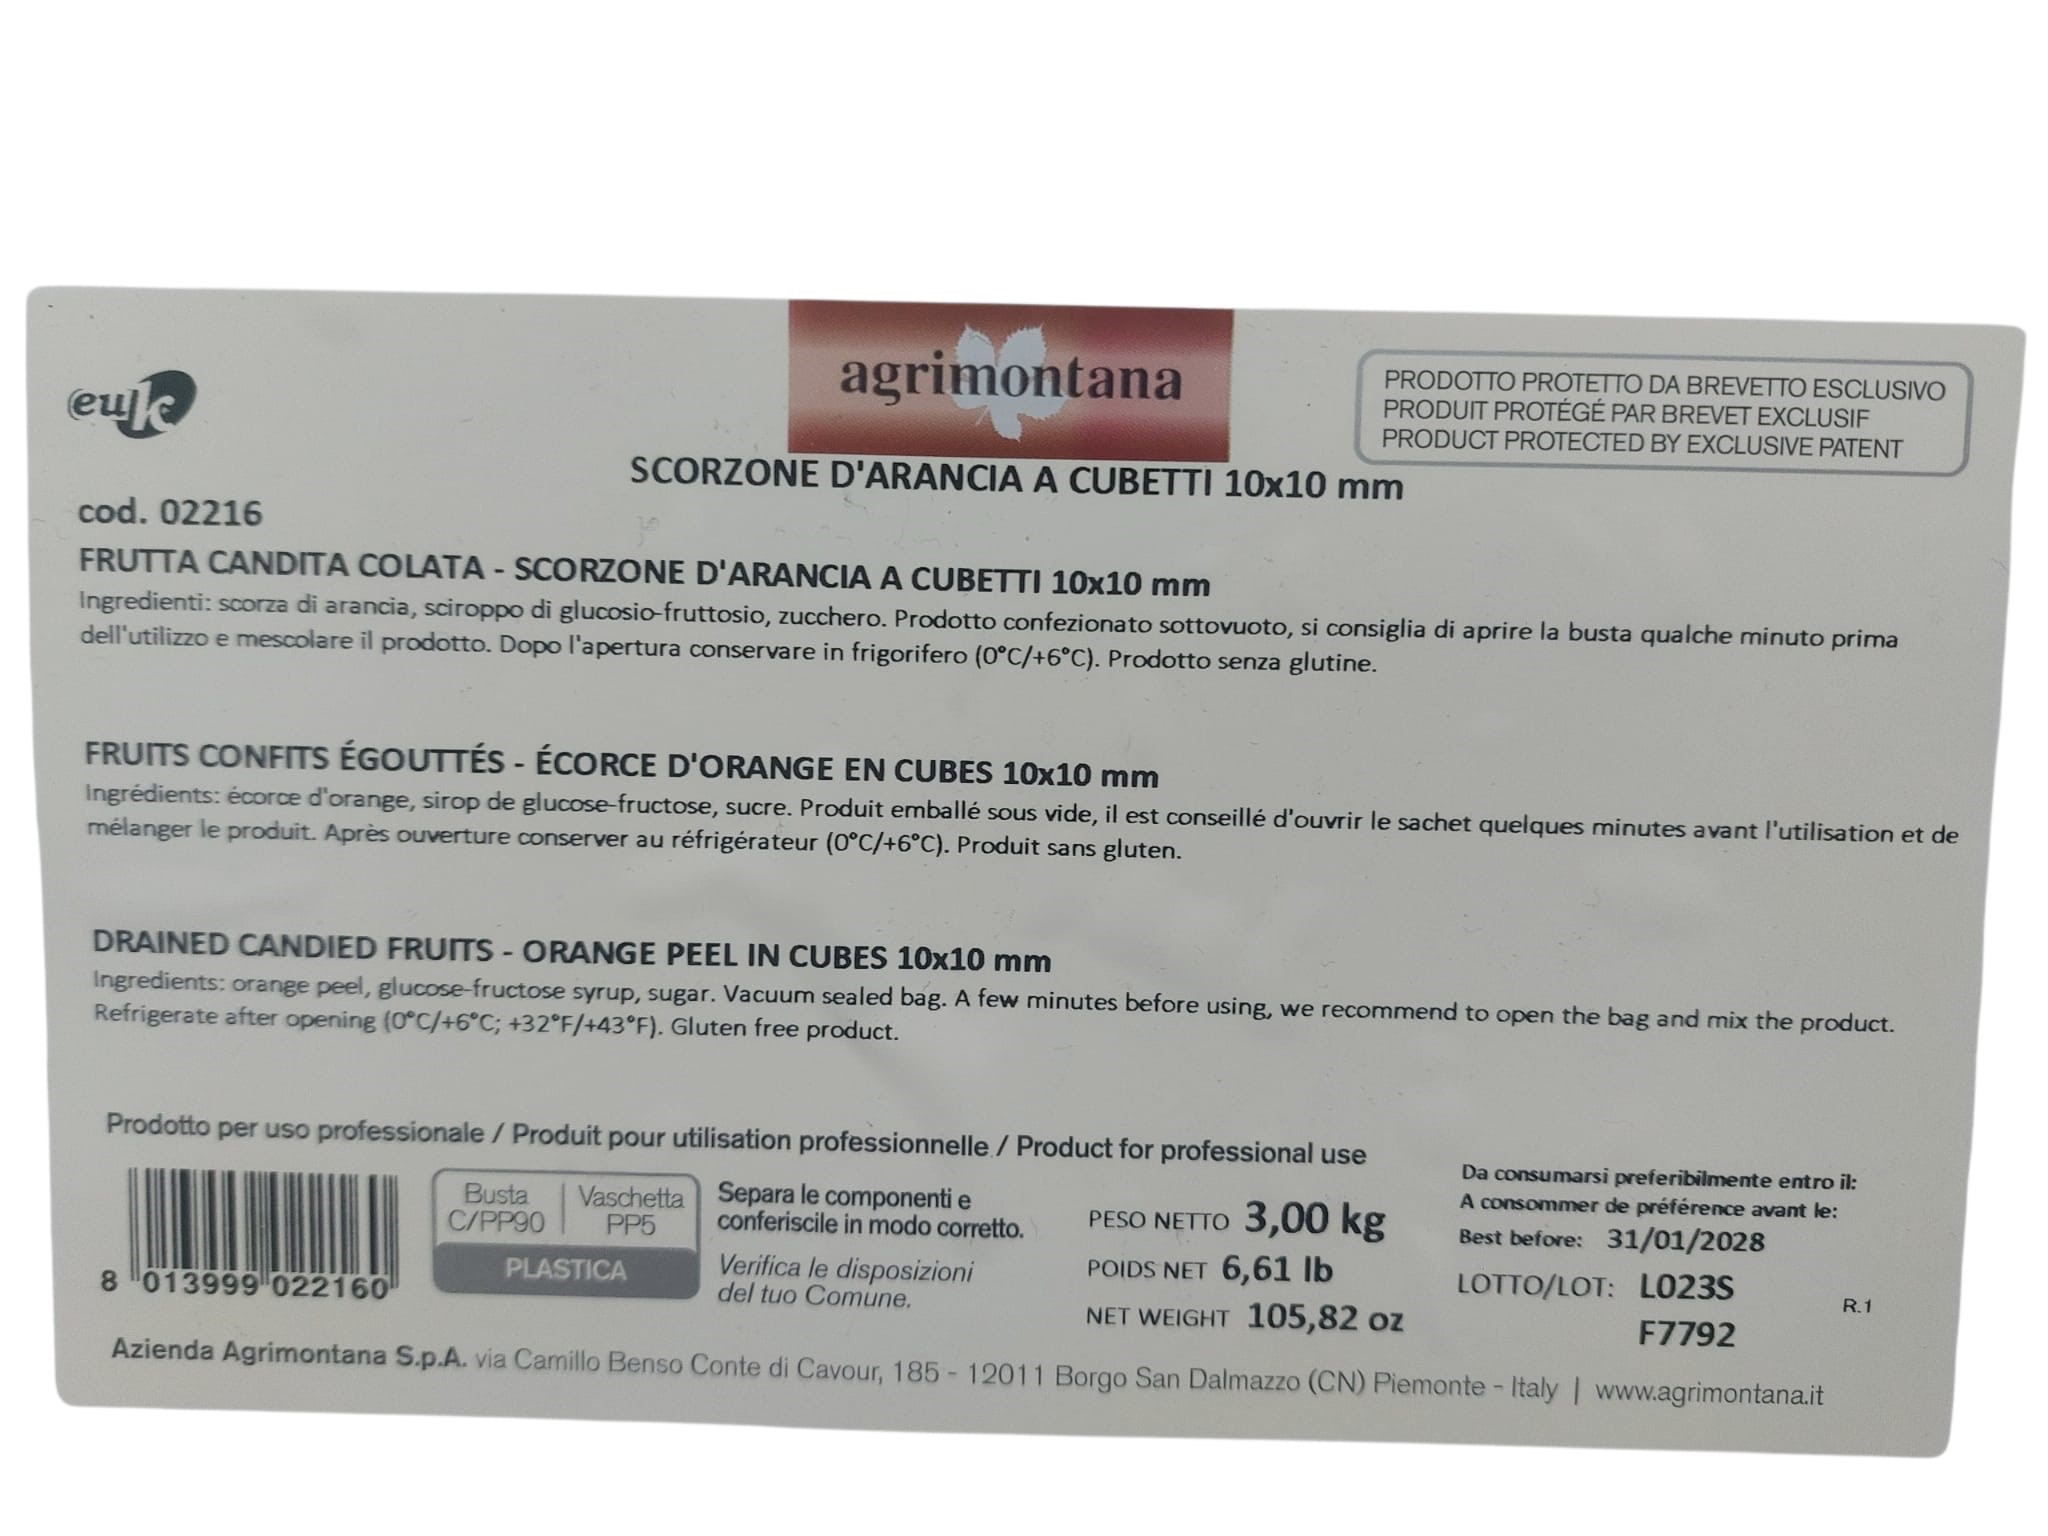 agrimontana
euk
PRODOTTO PROTETTO DA BREVETTO ESCLUSIVO
PRODUIT PROTÉGÉ PAR BREVET EXCLUSIF
PRODUCT PROTECTED BY EXCLUSIVE PATENT
SCORZONE D'ARANCIA A CUBETTI 10x10 mm
cod. 02216
FRUTTA CANDITA COLATA - SCORZONE D'ARANCIA A CUBETTI 10x10 mm
Ingredienti: scorza di arancia, sciroppo di glucosio-fruttosio, zucchero. Prodotto confezionato sottovuoto, si consiglia di aprire la busta qualche minuto prima
dell'utilizzo e mescolare il prodotto. Dopo l'apertura conservare in frigorifero (0°C/+6°C). Prodotto senza glutine.
FRUITS CONFITS ÉGOUTTÉS - ÉCORCE D'ORANGE EN CUBES 10x10 mm
Ingrédients: écorce d'orange, sirop de glucose-fructose, sucre. Produit emballé sous vide, il est conseillé d'ouvrir le sachet quelques minutes avant l'utilisation et de
mélanger le produit. Après ouverture conserver au réfrigérateur (0°C/+6°C). Produit sans gluten.
DRAINED CANDIED FRUITS - ORANGE PEEL IN CUBES 10x10 mm
Ingredients: orange peel, glucose-fructose syrup, sugar. Vacuum sealed bag. A few minutes before using, we recommend to open the bag and mix the product.
Refrigerate after opening (0°C/+6°C; +32°F/+43°F). Gluten free product.
Prodotto per uso professionale / Produit pour utilisation professionnelle / Product for professional use
8 013999 022160
Busta
C/PP90
Vaschetta
PP5
PLASTICA
Separa le componenti e
conferiscile in modo corretto.
Verifica le disposizioni
del tuo Comune.
PESO NETTO 3,00 kg
POIDS NET 6,61 lb
NET WEIGHT 105,82 oz
Da consumarsi preferibilmente entro il:
A consommer de préférence avant le:
Best before: 31/01/2028
LOTTO/LOT: L023S
F7792
R.1
Azienda Agrimontana S.p.A. via Camillo Benso Conte di Cavour, 185 - 12011 Borgo San Dalmazzo (CN) Piemonte - Italy | www.agrimontana.it